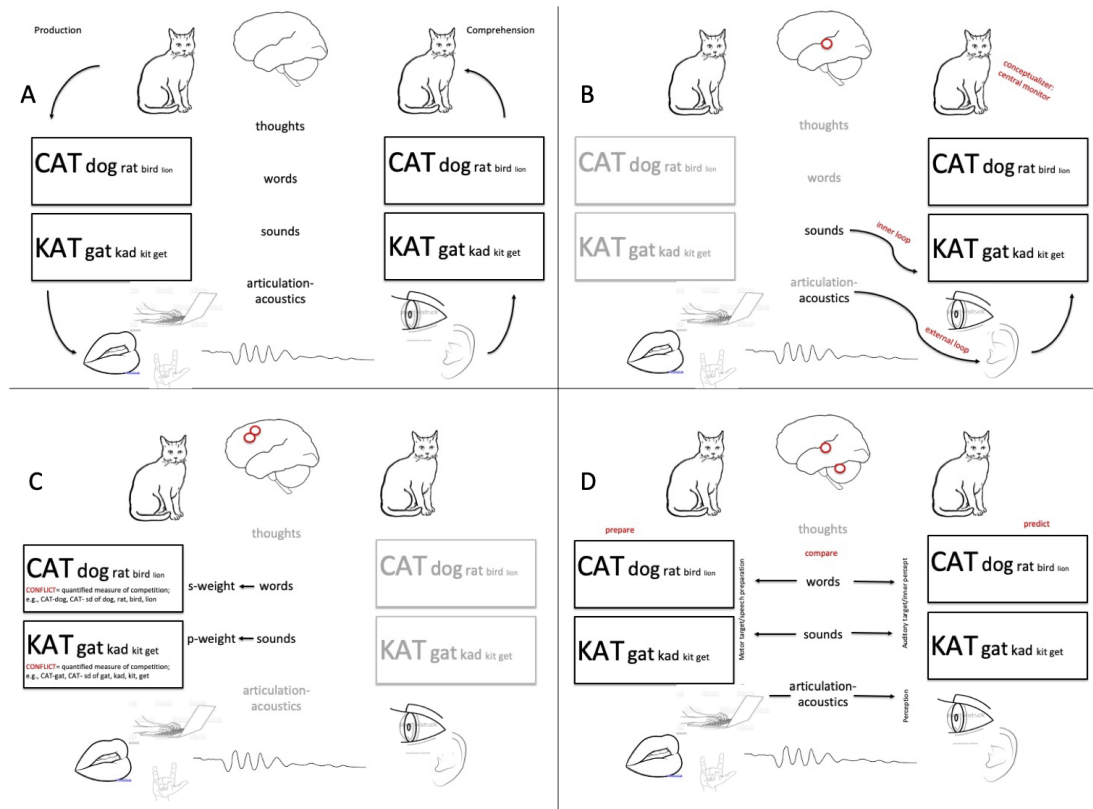 A
Production
Comprehension
thoughts
CAT dog rat bird lion
CAT dog rat bird lion
words
sounds
KAT gat kad kit get
KAT gat kad kit get
articulation-
acoustics
B
conceptualizer:
central monitor
thoughts
CAT dog rat bird lion
CAT dog rat bird lion
words
sounds
inner loop
KAT gat kad kit get
KAT gat kad kit get
articulation-
acoustics
external loop
C
thoughts
CAT dog rat bird lion
CONFLICT= quantified measure of competition;
e.g., CAT-dog, CAT- sd of dog, rat, bird, lion
s-weight
words
CAT dog rat bird lion
KAT gat kad kit get
CONFLICT= quantified measure of competition;
e.g., CAT-gat, CAT- sd of gat, kad, kit, get
p-weight
sounds
KAT gat kad kit get
articulation-
acoustics
D
thoughts
prepare
predict
compare
CAT dog rat bird lion
words
CAT dog rat bird lion
Motor target/speech preparation
Auditory target/inner percept
KAT gat kad kit get
sounds
KAT gat kad kit get
articulation-
acoustics
Perception